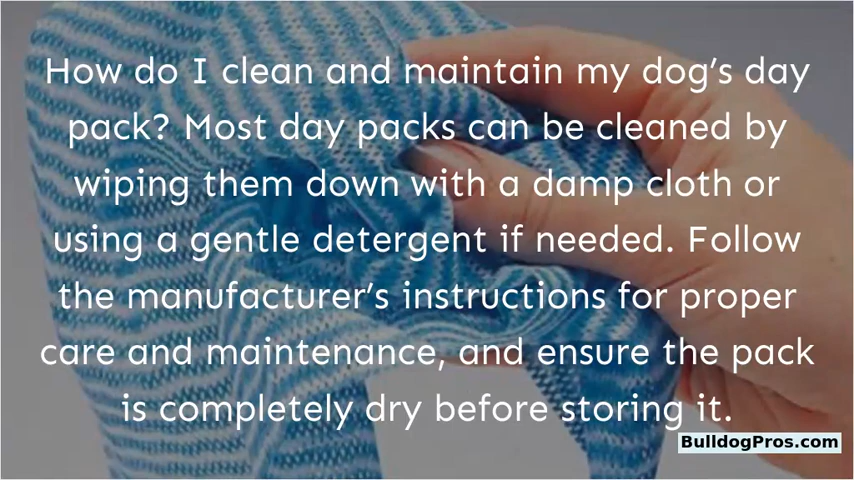 How do I clean and maintain my dog’s day
pack? Most day packs can be cleaned by
wiping them down with a damp cloth or
using a gentle detergent if needed. Follow
the manufacturer’s instructions for proper
care and maintenance, and ensure the pack
is completely dry before storing it.
BulldogPros.com